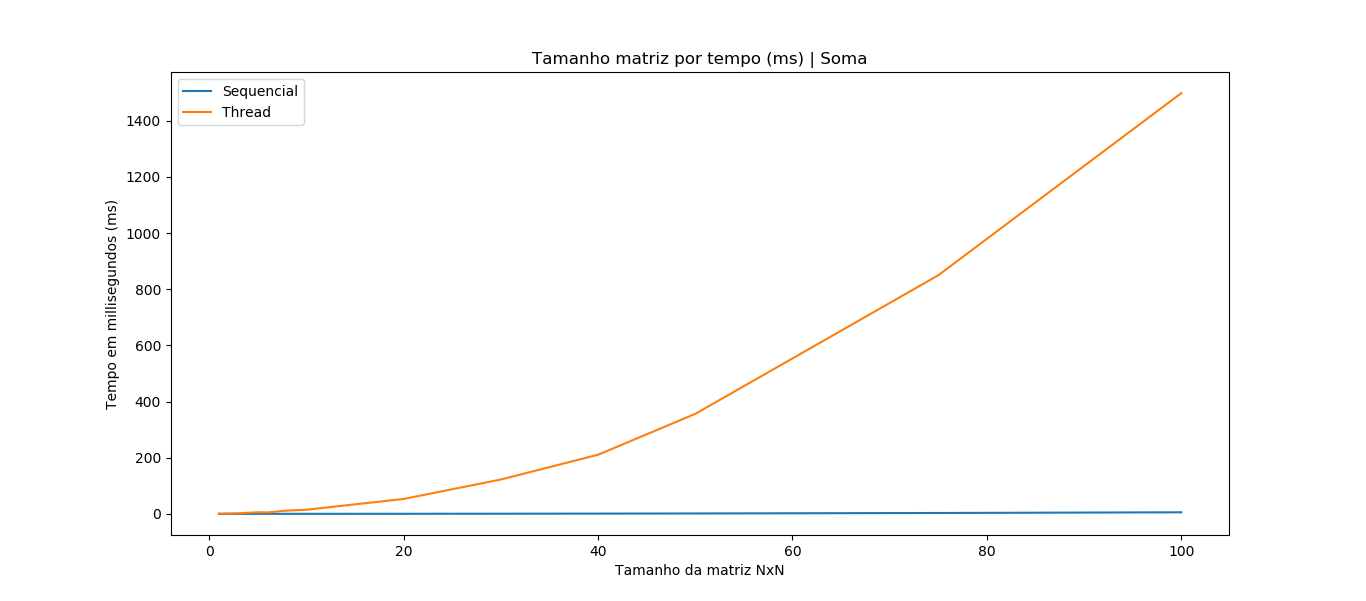 Tamanho matriz por tempo (ms) | Soma
Sequencial
Thread
1400
1200
1000
800
600
400
200
0
Tempo em millisegundos (ms)
0 20 40 60 80 100
Tamanho da matriz NxN